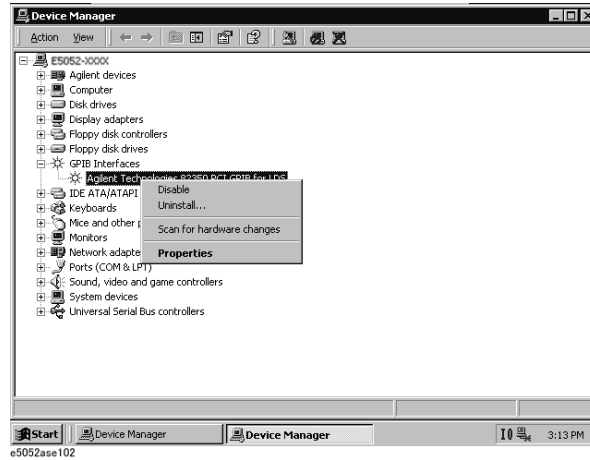 Device Manager
Action View
E5052-XXXX
Agilent devices
Computer
Disk drives
Display adapters
Floppy disk controllers
Floppy disk drives
GPIB Interfaces
Agilent Technologies 82350 PCI GPIB for LDS
IDE ATA/ATAPI
Keyboards
Mice and other
Monitors
Network adapte
Ports (COM & LPT)
Sound, video and game controllers
System devices
Universal Serial Bus controllers
Disable
Uninstall...
Scan for hardware changes
Properties
Start Device Manager Device Manager IO 3:13 PM
e5052ase102